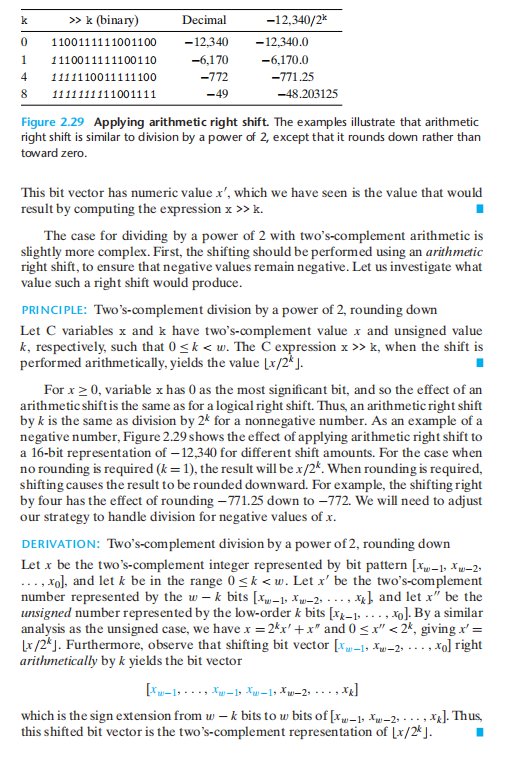 k >> k (binary) Decimal −12,340/2ᵏ
0 1100111111001100 −12,340 −12,340.0
1 1110011111100110 −6,170 −6,170.0
4 1111110011111100 −772 −771.25
8 1111111111001111 −49 −48.203125
Figure 2.29 Applying arithmetic right shift. The examples illustrate that arithmetic
right shift is similar to division by a power of 2, except that it rounds down rather than
toward zero.
This bit vector has numeric value x′, which we have seen is the value that would
result by computing the expression x >> k.
The case for dividing by a power of 2 with two’s-complement arithmetic is
slightly more complex. First, the shifting should be performed using an arithmetic
right shift, to ensure that negative values remain negative. Let us investigate what
value such a right shift would produce.
PRINCIPLE: Two’s-complement division by a power of 2, rounding down
Let C variables x and k have two’s-complement value x and unsigned value
k, respectively, such that 0 ≤ k < w. The C expression x >> k, when the shift is
performed arithmetically, yields the value ⌊x/2ᵏ⌋.
For x ≥ 0, variable x has 0 as the most significant bit, and so the effect of an
arithmetic shift is the same as for a logical right shift. Thus, an arithmetic right shift
by k is the same as division by 2ᵏ for a nonnegative number. As an example of a
negative number, Figure 2.29 shows the effect of applying arithmetic right shift to
a 16-bit representation of −12,340 for different shift amounts. For the case when
no rounding is required (k = 1), the result will be x/2ᵏ. When rounding is required,
shifting causes the result to be rounded downward. For example, the shifting right
by four has the effect of rounding −771.25 down to −772. We will need to adjust
our strategy to handle division for negative values of x.
DERIVATION: Two’s-complement division by a power of 2, rounding down
Let x be the two’s-complement integer represented by bit pattern [x_{w−1}, x_{w−2},
. . . , x_0], and let k be in the range 0 ≤ k < w. Let x′ be the two’s-complement
number represented by the w − k bits [x_{w−1}, x_{w−2}, . . . , x_k], and let x″ be the
unsigned number represented by the low-order k bits [x_{k−1}, . . . , x_0]. By a similar
analysis as the unsigned case, we have x = 2ᵏx′ + x″ and 0 ≤ x″ < 2ᵏ, giving x′ =
⌊x/2ᵏ⌋. Furthermore, observe that shifting bit vector [x_{w−1}, x_{w−2}, . . . , x_0] right
arithmetically by k yields the bit vector
[x_{w−1}, . . . , x_{w−1}, x_{w−1}, x_{w−2}, . . . , x_k]
which is the sign extension from w − k bits to w bits of [x_{w−1}, x_{w−2}, . . . , x_k]. Thus,
this shifted bit vector is the two’s-complement representation of ⌊x/2ᵏ⌋.